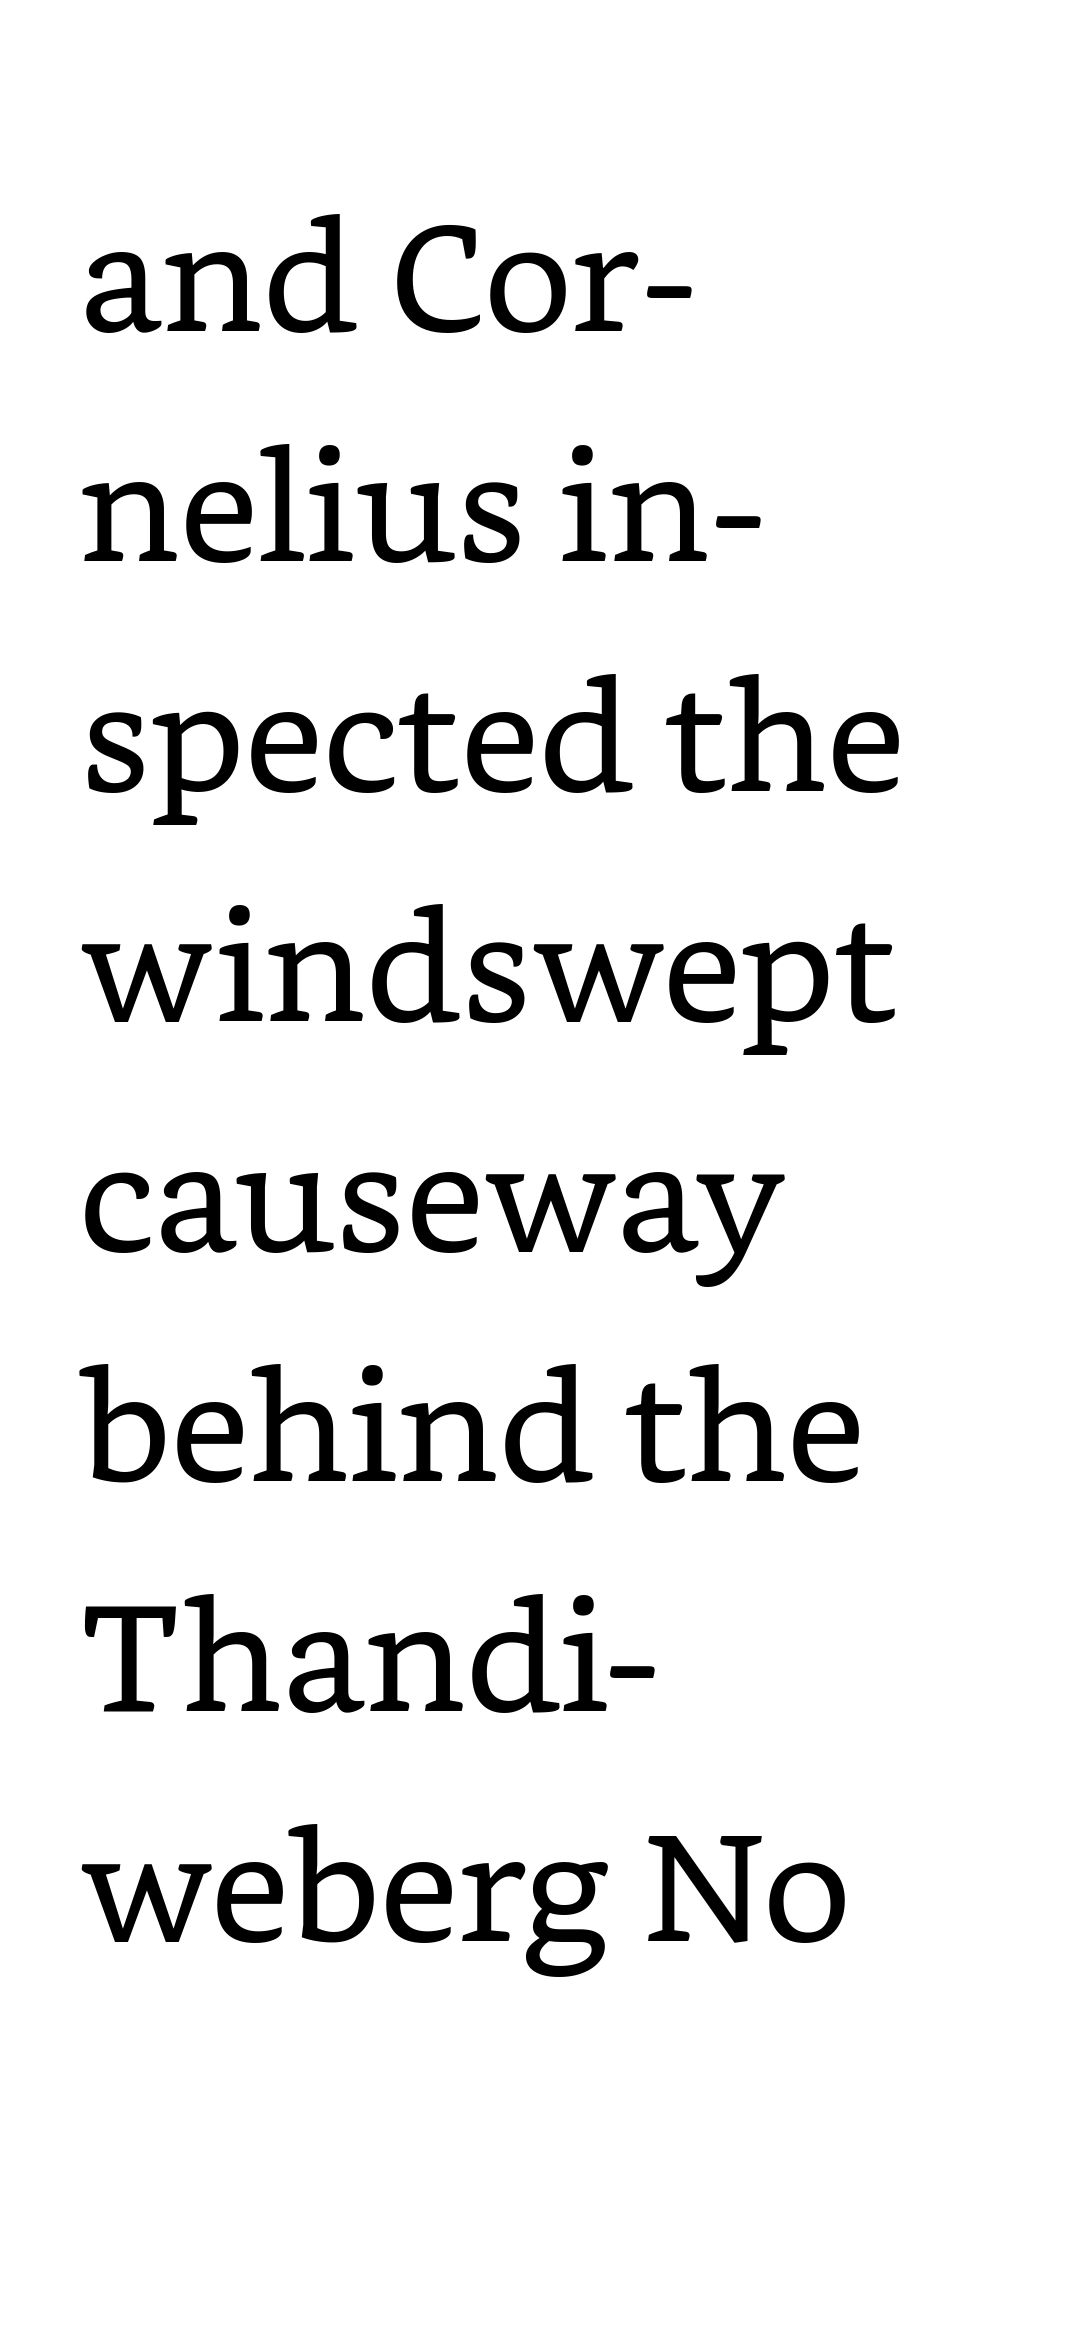 and Cor-
nelius in-
spected the
windswept
causeway
behind the
Thandi-
weberg No